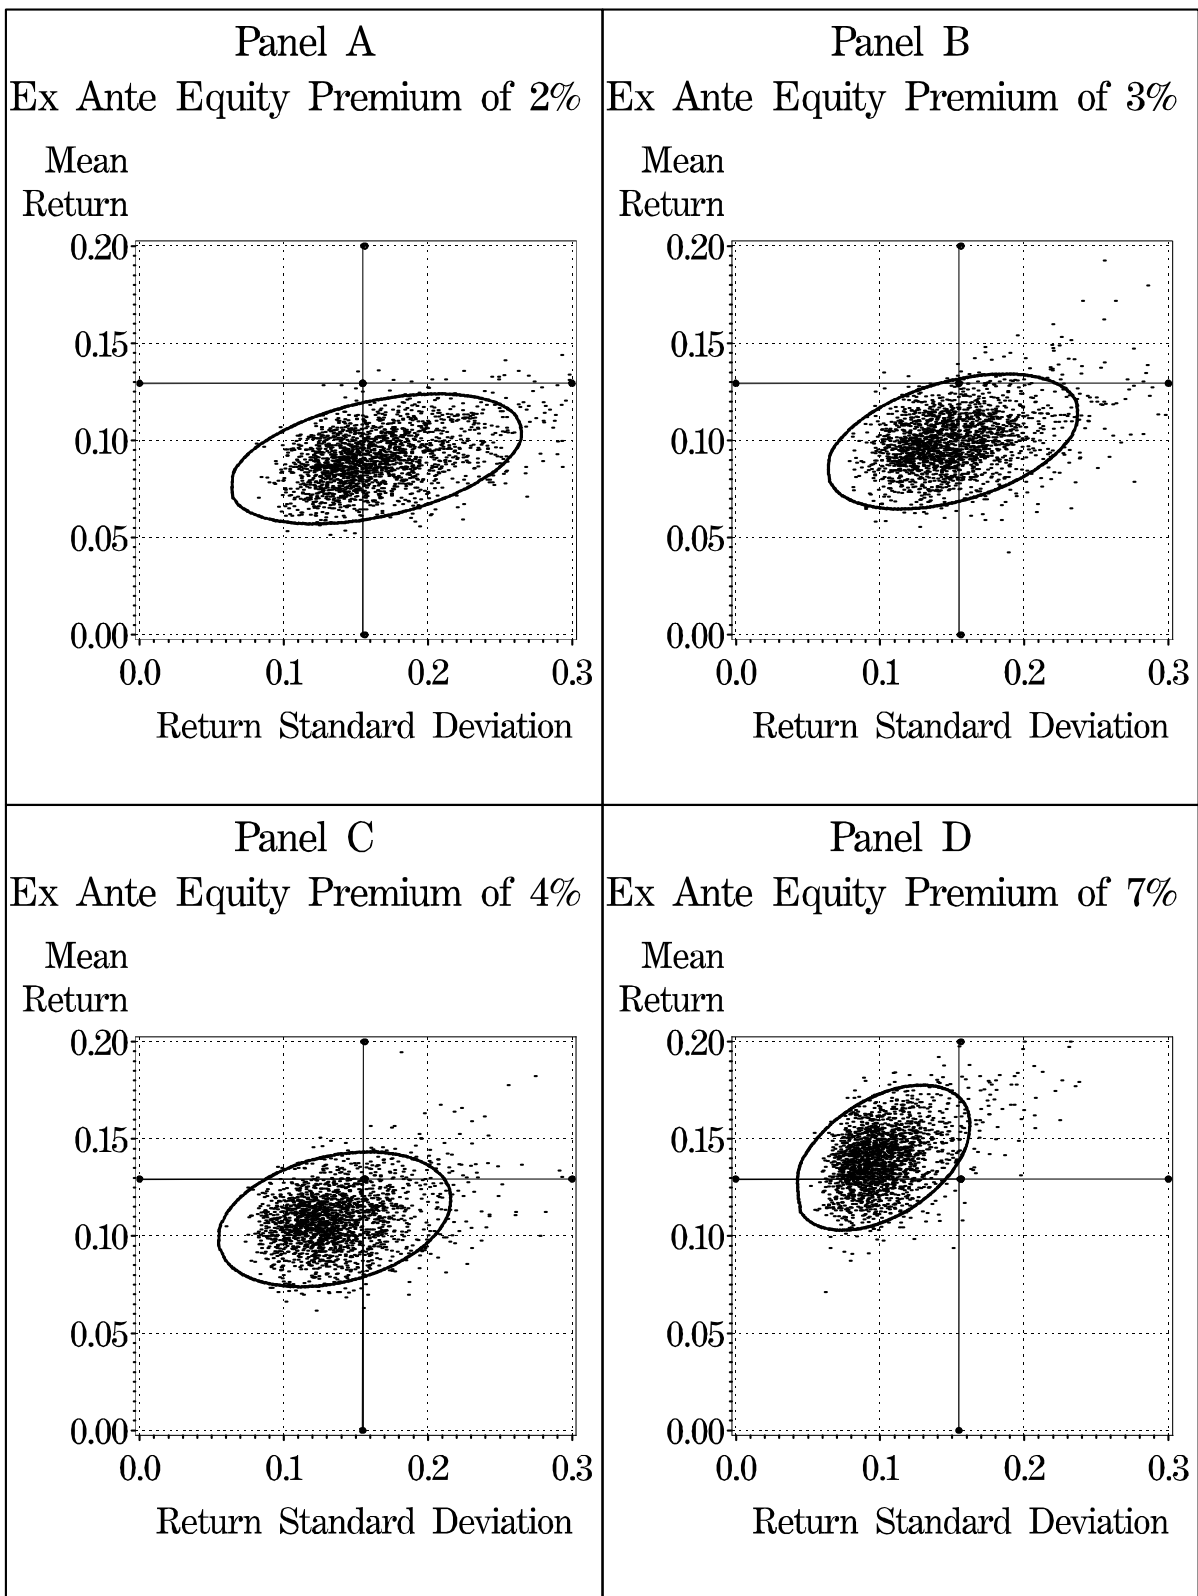 Panel A
Ex Ante Equity Premium of 2%
Mean
Return
0.20
0.15
0.10
0.05
0.00
0.0 0.1 0.2 0.3
Return Standard Deviation
Panel B
Ex Ante Equity Premium of 3%
Mean
Return
0.20
0.15
0.10
0.05
0.00
0.0 0.1 0.2 0.3
Return Standard Deviation
Panel C
Ex Ante Equity Premium of 4%
Mean
Return
0.20
0.15
0.10
0.05
0.00
0.0 0.1 0.2 0.3
Return Standard Deviation
Panel D
Ex Ante Equity Premium of 7%
Mean
Return
0.20
0.15
0.10
0.05
0.00
0.0 0.1 0.2 0.3
Return Standard Deviation